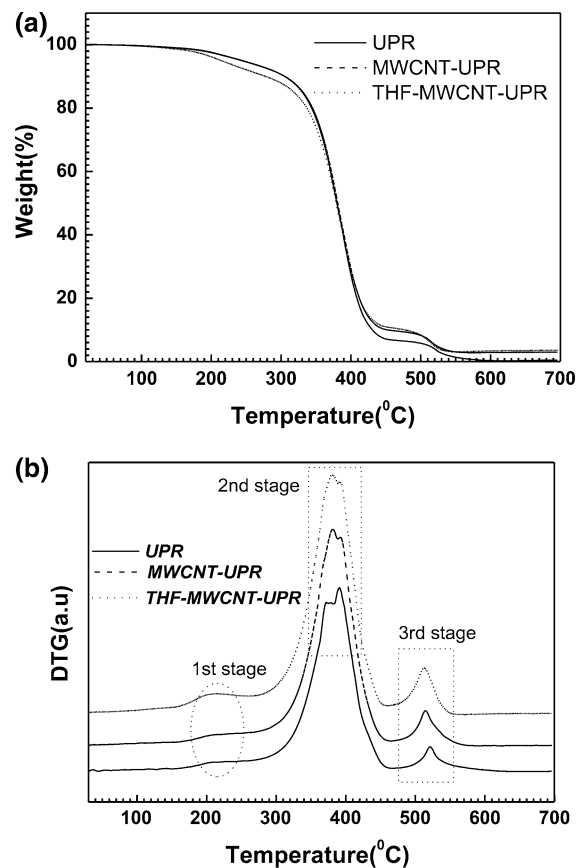 (a)
100
80
60
40
20
0
Weight(%)
UPR
MWCNT-UPR
THF-MWCNT-UPR
100 200 300 400 500 600 700
Temperature(⁰C)
(b)
2nd stage
UPR
MWCNT-UPR
THF-MWCNT-UPR
1st stage
3rd stage
DTG(a.u)
100 200 300 400 500 600 700
Temperature(⁰C)